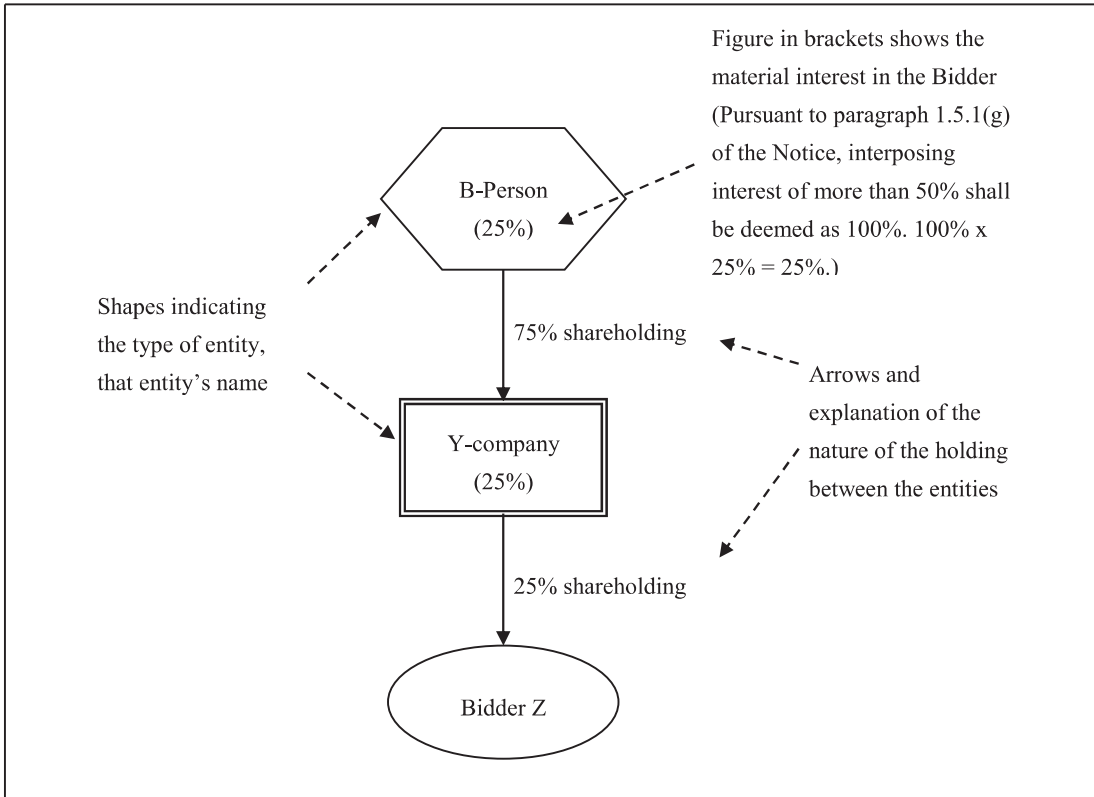 Figure in brackets shows the
material interest in the Bidder
(Pursuant to paragraph 1.5.1(g)
of the Notice, interposing
interest of more than 50% shall
be deemed as 100%. 100% x
25% = 25%.)
B-Person
(25%)
Shapes indicating
the type of entity,
that entity’s name
75% shareholding
Arrows and
explanation of the
nature of the holding
between the entities
Y-company
(25%)
25% shareholding
Bidder Z